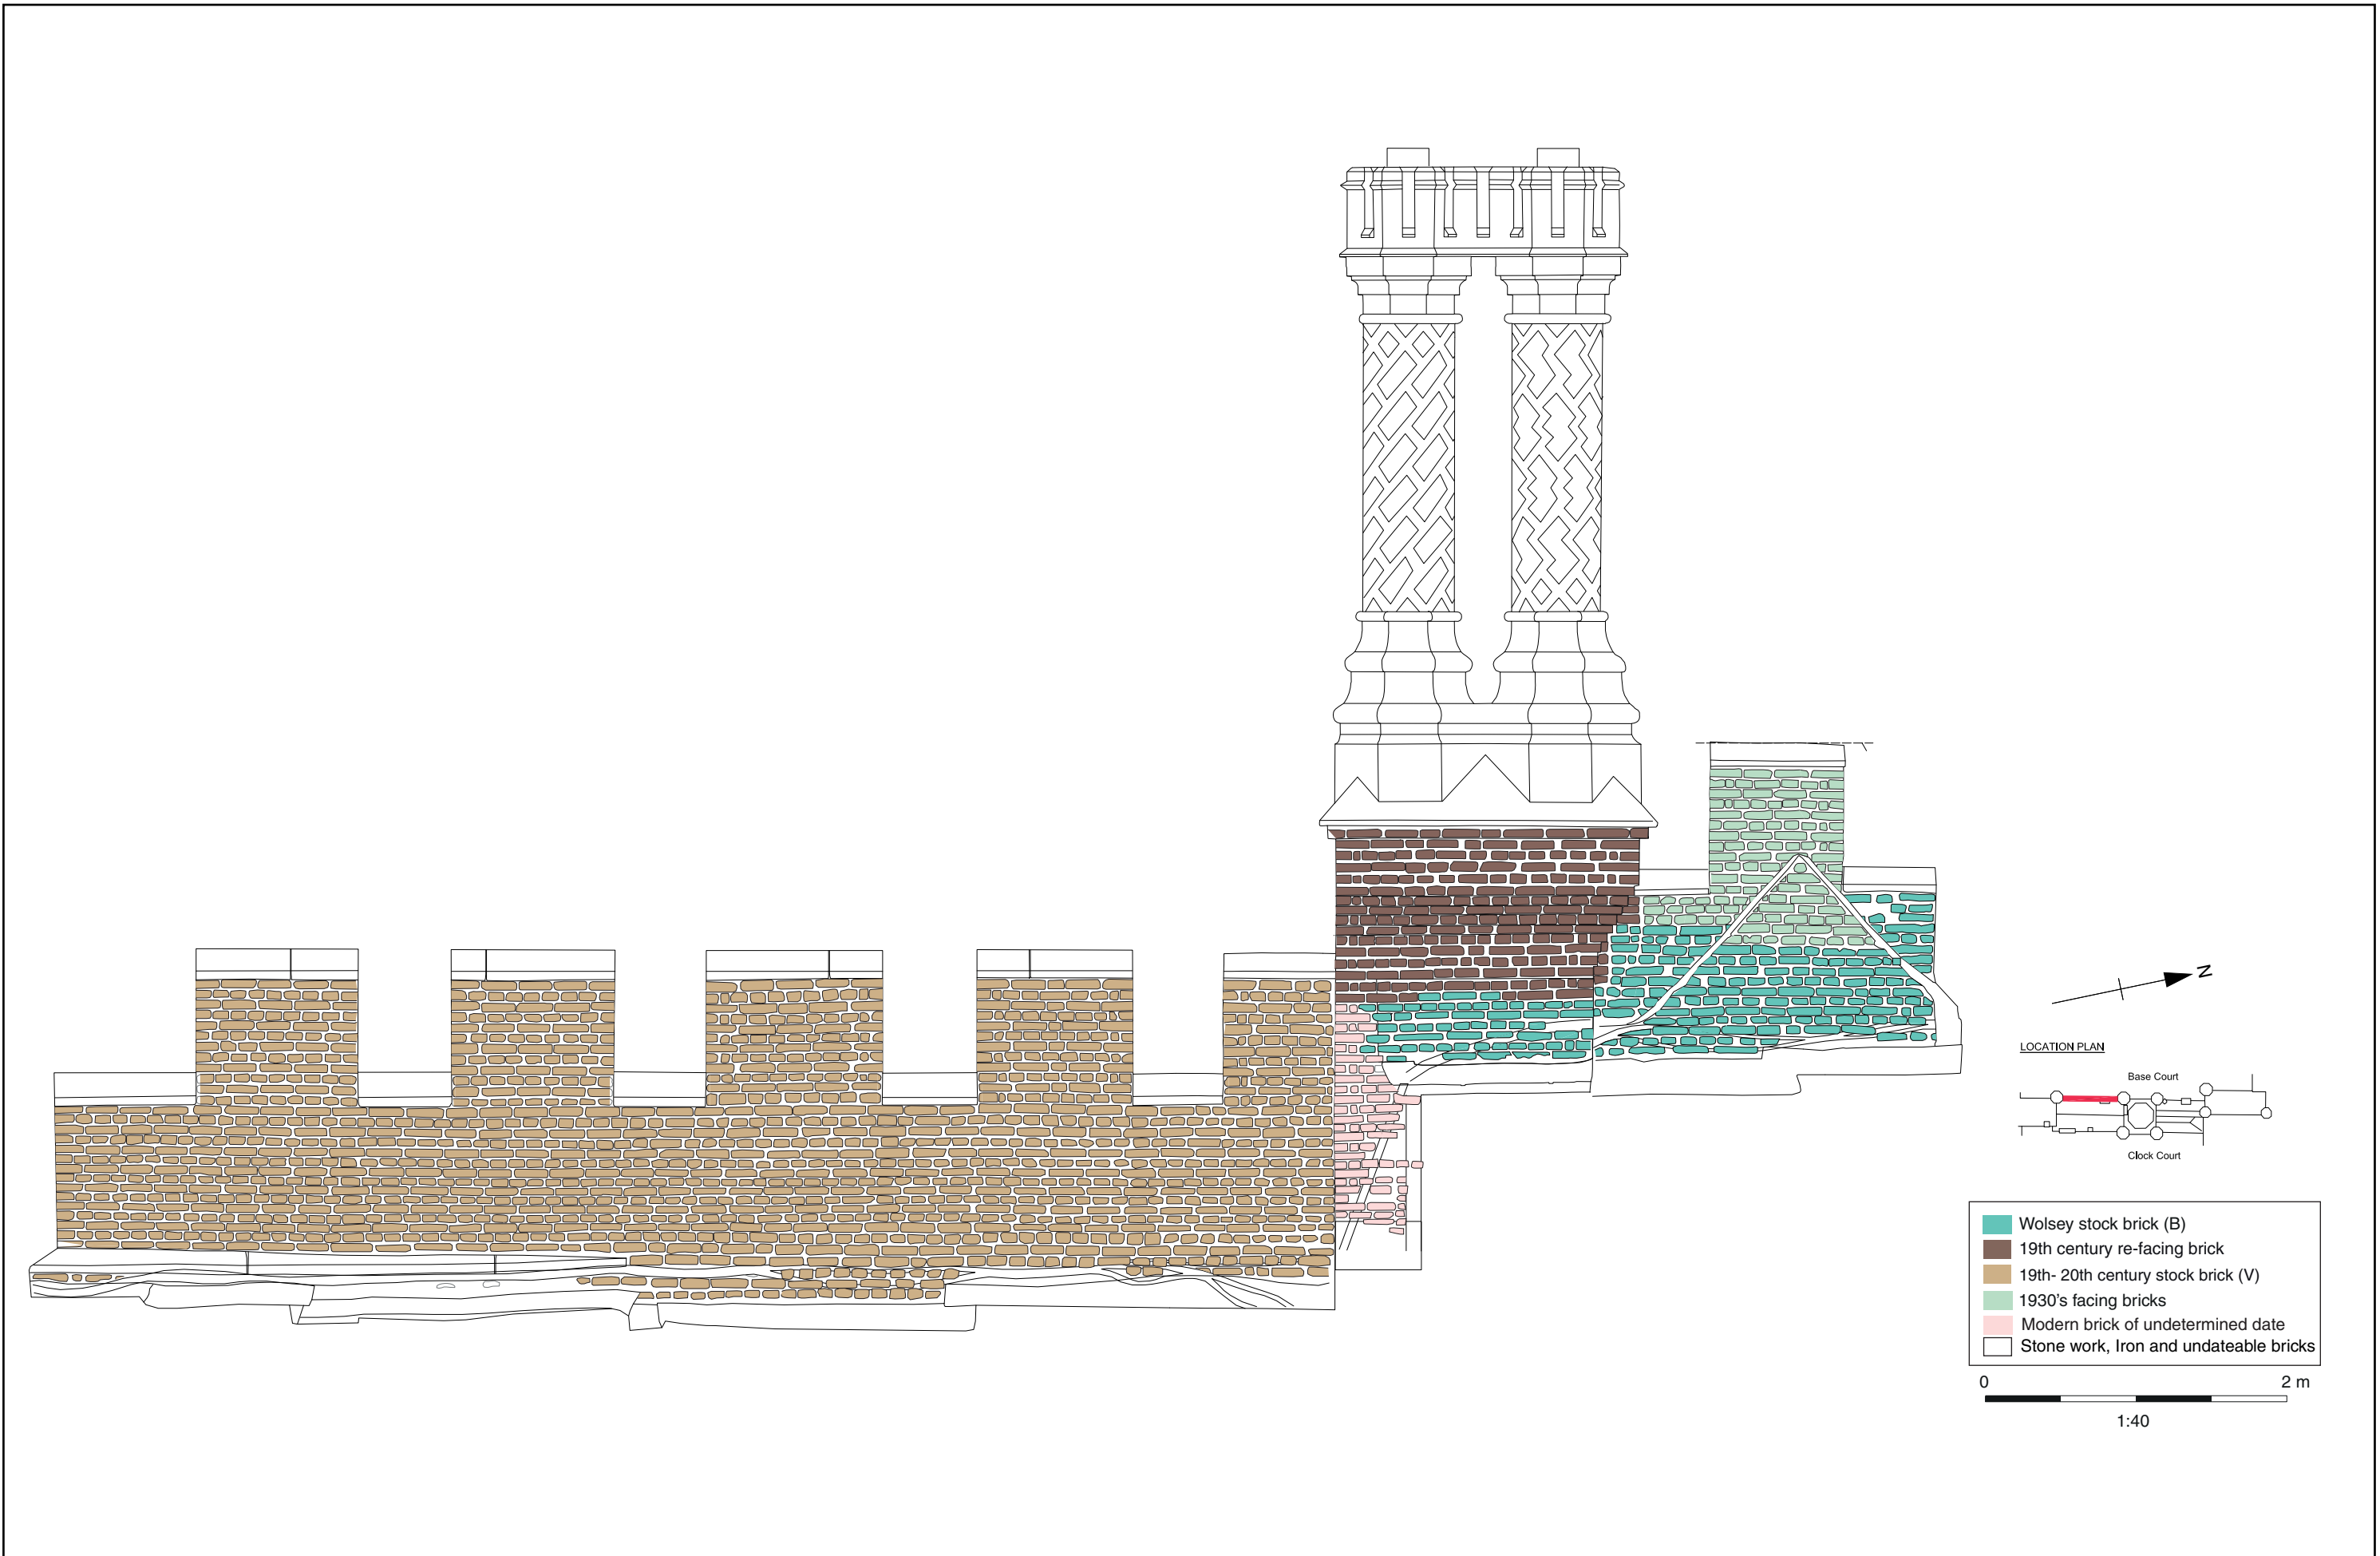 N
LOCATION PLAN
Base Court
Clock Court
Wolsey stock brick (B)
19th century re-facing brick
19th- 20th century stock brick (V)
1930's facing bricks
Modern brick of undetermined date
Stone work, Iron and undateable bricks
0 2 m
1:40